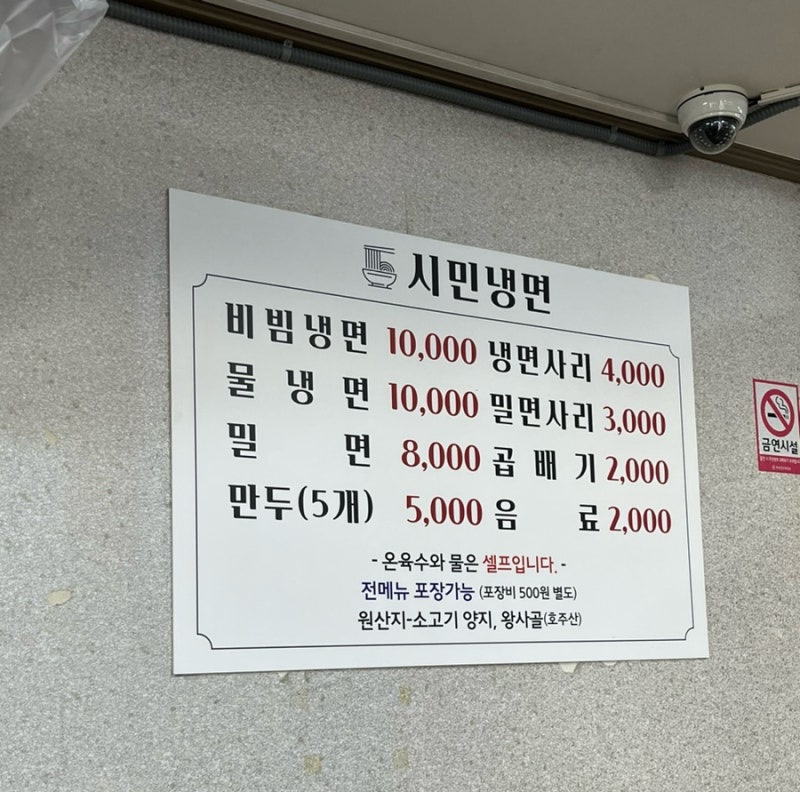 시민냉면
비빔냉면 10,000 냉면사리 4,000
물냉면 10,000 밀면사리 3,000
밀면 8,000 곱배기 2,000
만두(5개) 5,000 음료 2,000
- 온육수와 물은 셀프입니다. -
전메뉴 포장가능 (포장비 500원 별도)
원산지-소고기 양지, 왕사골(호주산)
금연시설